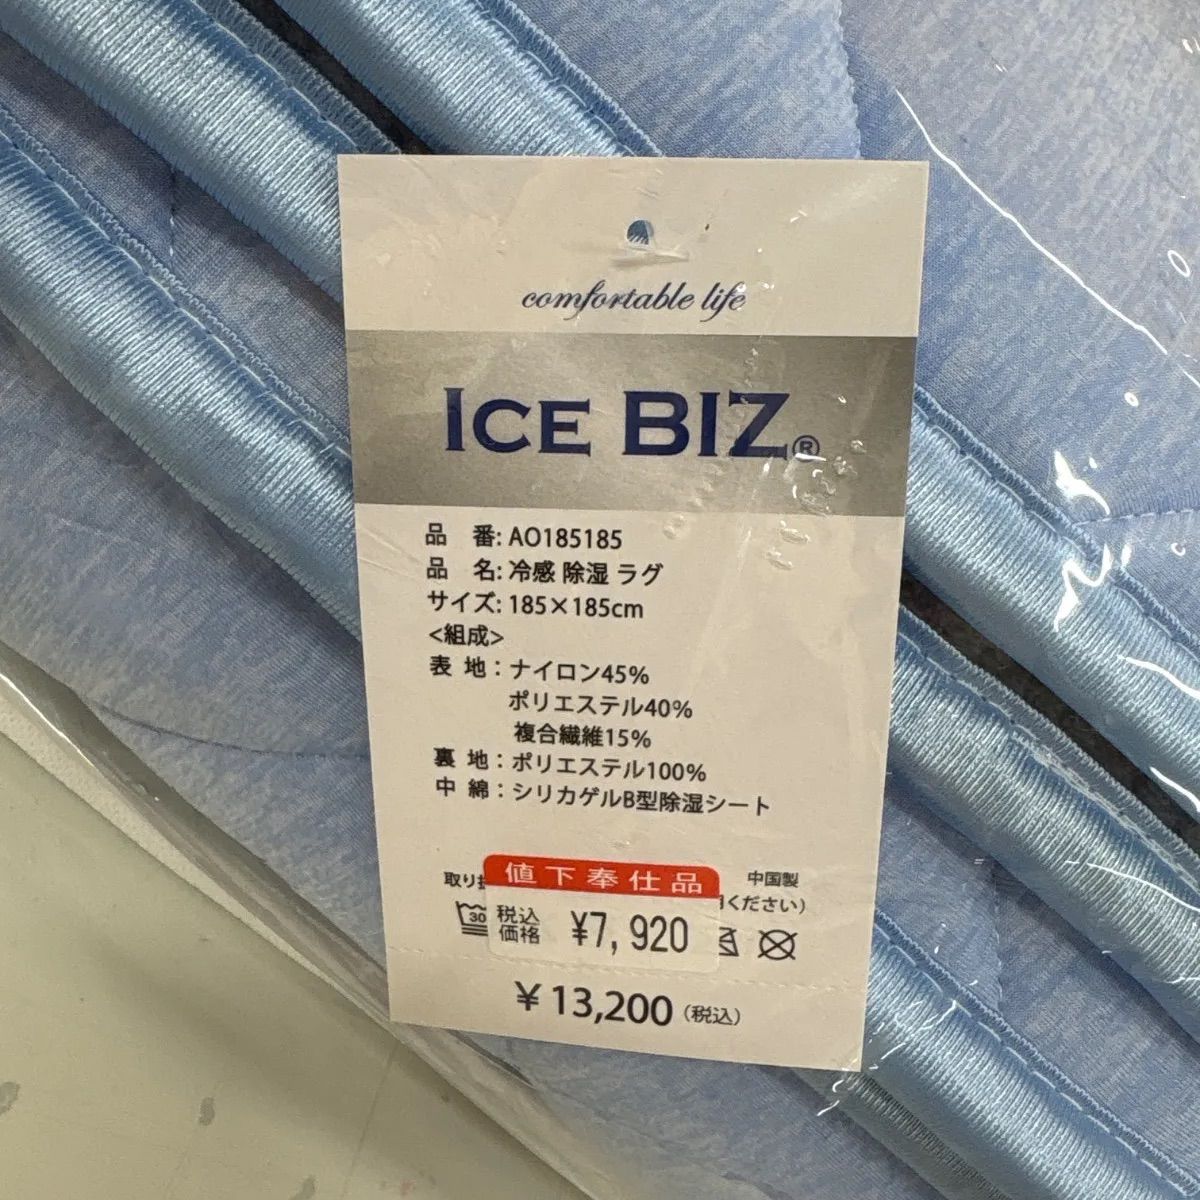 comfortable life
ICE BIZ®
品　番: AO185185
品　名: 冷感 除湿 ラグ
サイズ: 185×185cm
<組成>
表 地：ナイロン45%
ポリエステル40%
複合繊維15%
裏 地：ポリエステル100%
中 綿：シリカゲルB型除湿シート
取り 値下奉仕品 中国製
ください)
30 税込価格 ¥7,920
¥13,200 (税込)